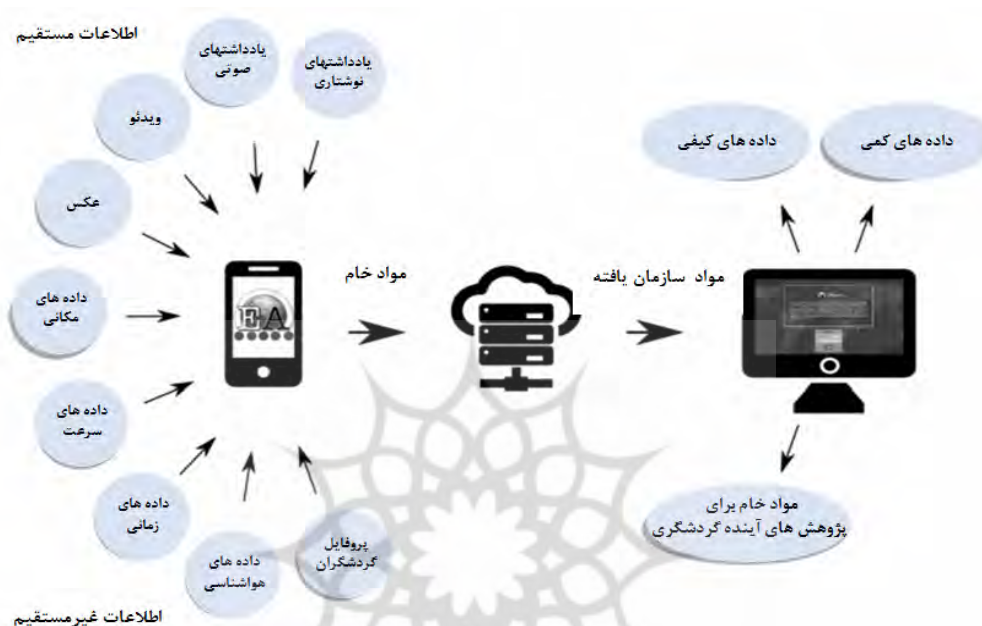 اطلاعات مستقیم
یادداشتهای
نوشتاری
یادداشتهای
صوتی
ویدئو
عکس
داده های
مکانی
داده های
سرعت
داده های
زمانی
داده های
هواشناسی
پروفایل
گردشگران
اطلاعات غیرمستقیم
EA
مواد خام
مواد سازمان یافته
داده های کمی
داده های کیفی
مواد خام برای
پژوهش های آینده گردشگری